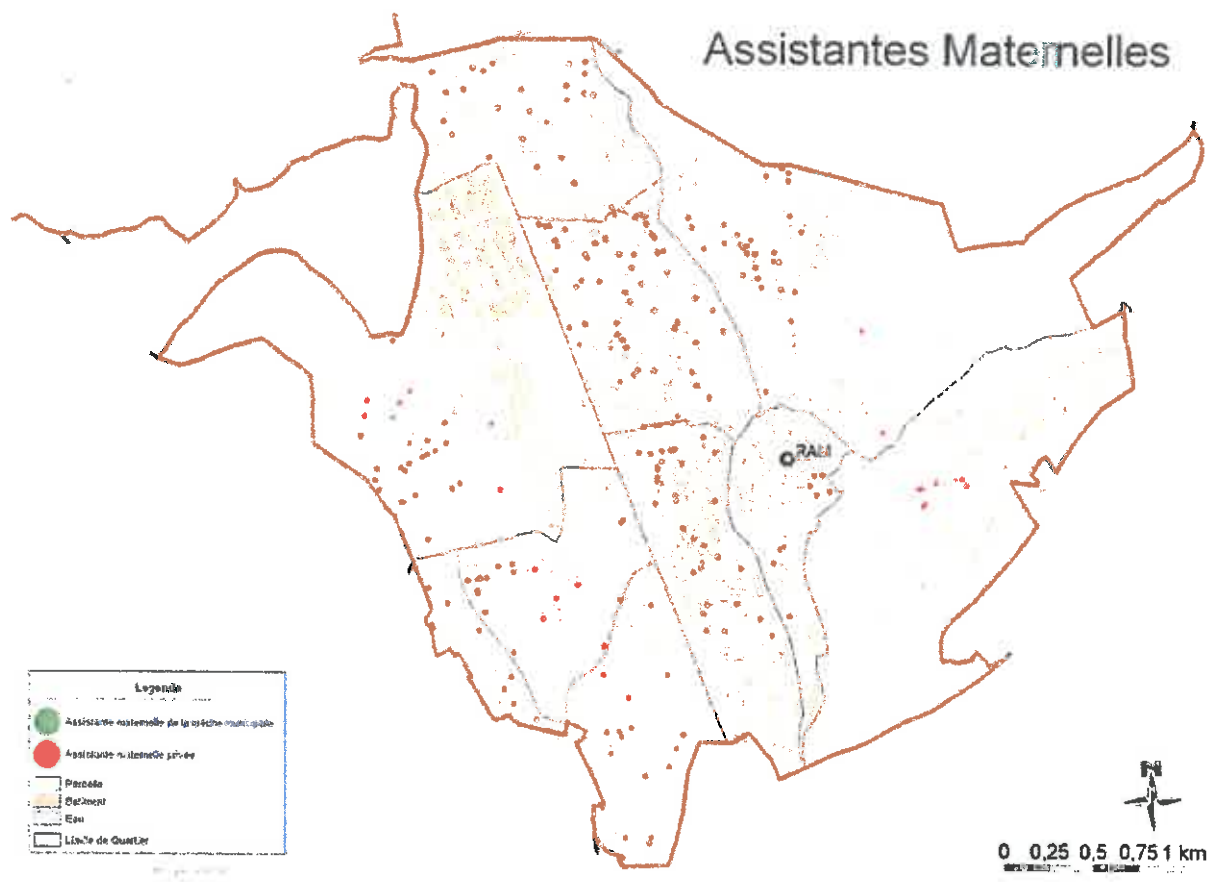 Assistantes Maternelles
RAM
Légende
Assistante maternelle de la crèche municipale
Assistante maternelle privée
Parcelle
Batiment
Eau
Limite de Quartier
N
0 0,25 0,5 0,75 1 km